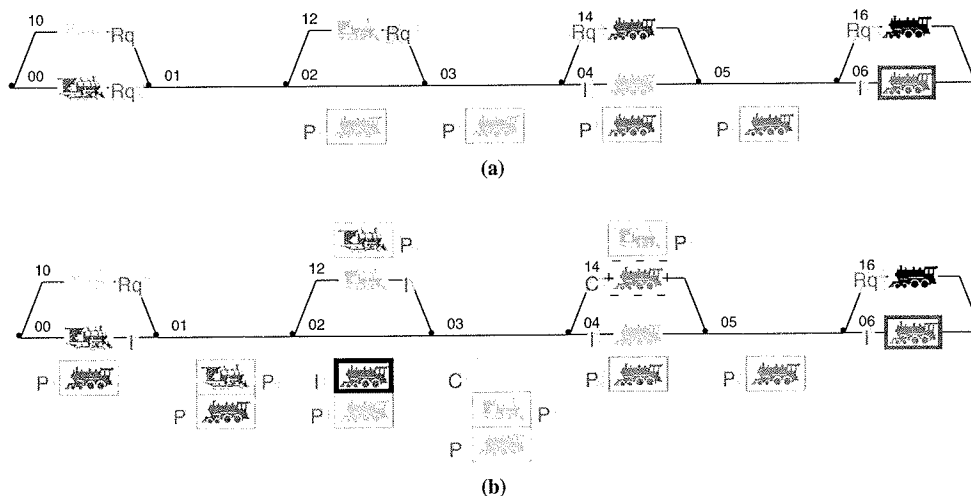 10 Rq 12 Rq 14 Rq 16 Rq
00 Rq 01 02 03 04 I 05 06 I
P P P P
(a)
P P
10 Rq 12 I 14 C 16 Rq
00 I 01 02 03 04 I 05 06 I
P P I C P P
P P P
P
(b)